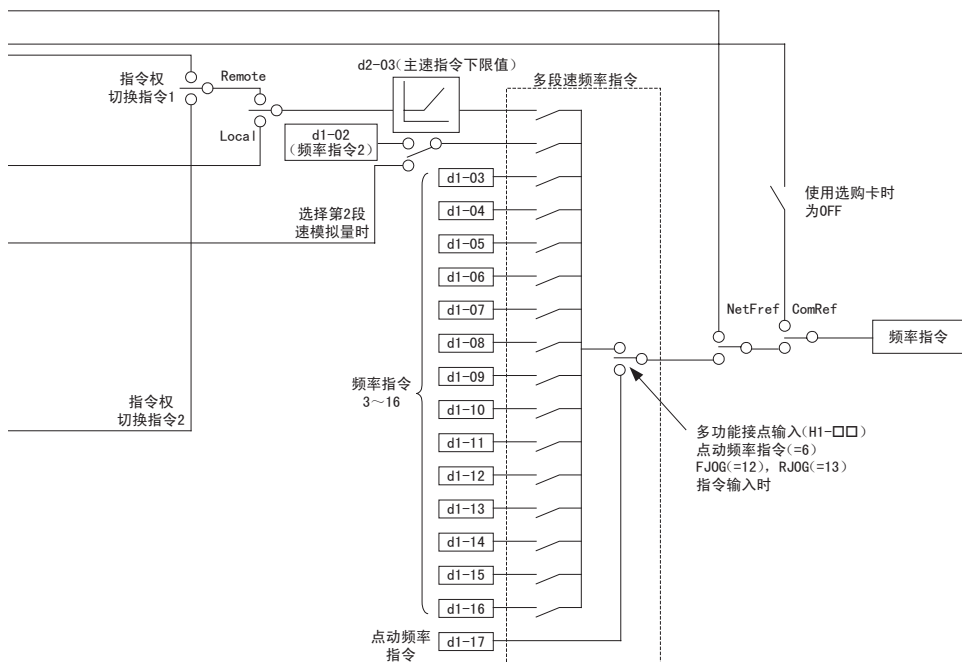 d2-03(主速指令下限值)
多段速频率指令
指令权
切换指令1
Remote
Local
d1-02
(频率指令2)
选择第2段
速模拟量时
d1-03
d1-04
d1-05
d1-06
d1-07
d1-08
d1-09
d1-10
d1-11
d1-12
d1-13
d1-14
d1-15
d1-16
d1-17
频率指令
3～16
指令权
切换指令2
点动频率
指令
使用选购卡时
为OFF
NetFref
ComRef
频率指令
多功能接点输入(H1-□□)
点动频率指令(=6)
FJOG(=12), RJOG(=13)
指令输入时